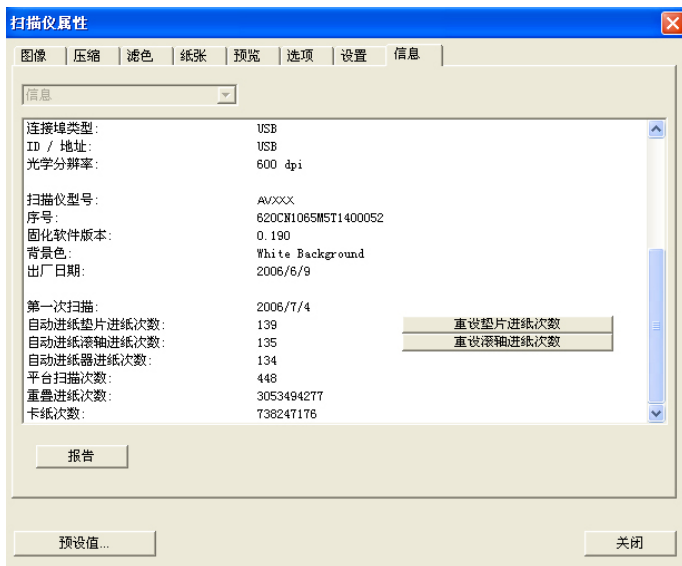 扫描仪属性
图像 压缩 滤色 纸张 预览 选项 设置 信息
信息
连接埠类型: USB
ID / 地址: USB
光学分辨率: 600 dpi
扫描仪型号: AVXXX
序号: 620CN1065M5T1400052
固化软件版本: 0.190
背景色: White Background
出厂日期: 2006/6/9
第一次扫描: 2006/7/4
自动进纸垫片进纸次数: 139 重设垫片进纸次数
自动进纸滚轴进纸次数: 135 重设滚轴进纸次数
自动进纸器进纸次数: 134
平台扫描次数: 448
重叠进纸次数: 3053494277
卡纸次数: 738247176
报告
预设值... 关闭